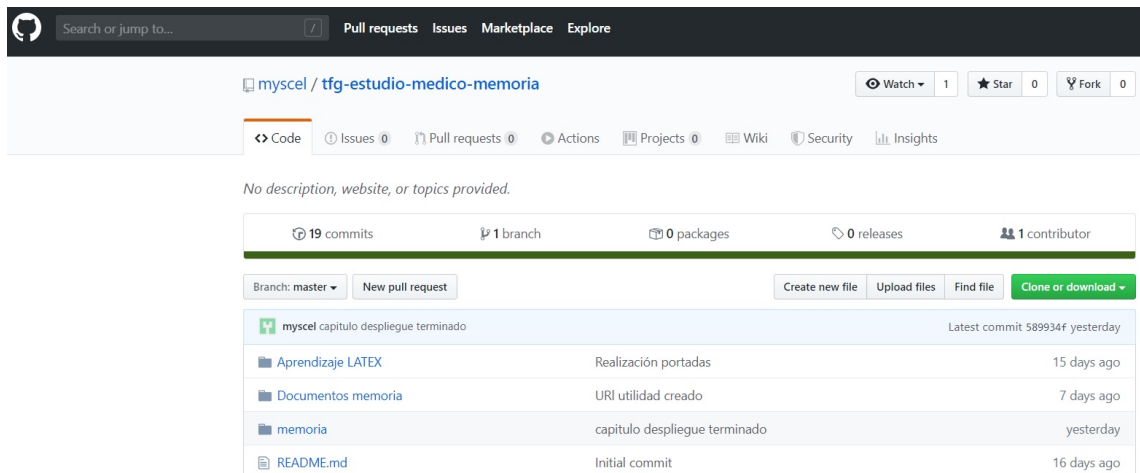 Search or jump to... / Pull requests Issues Marketplace Explore
myscel / tfg-estudio-medico-memoria Watch 1 Star 0 Fork 0
Code Issues 0 Pull requests 0 Actions Projects 0 Wiki Security Insights
No description, website, or topics provided.
19 commits 1 branch 0 packages 0 releases 1 contributor
Branch: master New pull request Create new file Upload files Find file Clone or download
myscel capitulo despliegue terminado Latest commit 589934f yesterday
Aprendizaje LATEX Realización portadas 15 days ago
Documentos memoria URI utilidad creado 7 days ago
memoria capitulo despliegue terminado yesterday
README.md Initial commit 16 days ago